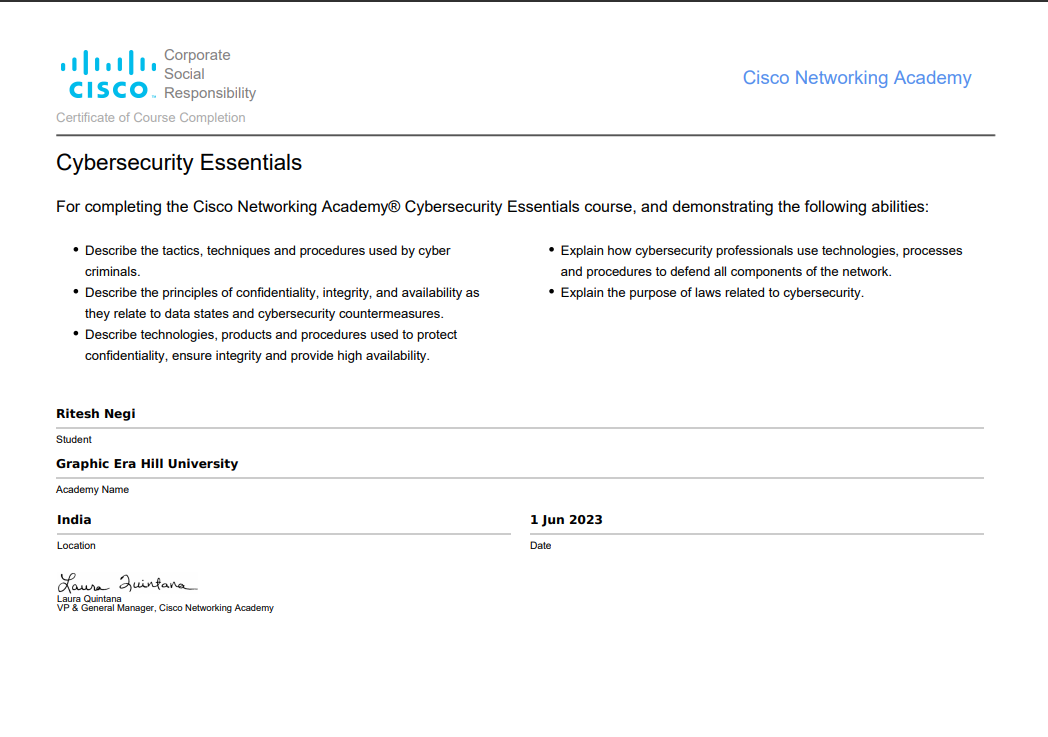 Corporate
Social
Responsibility
CISCO™
Cisco Networking Academy
Certificate of Course Completion
Cybersecurity Essentials
For completing the Cisco Networking Academy® Cybersecurity Essentials course, and demonstrating the following abilities:
• Describe the tactics, techniques and procedures used by cyber
criminals.
• Describe the principles of confidentiality, integrity, and availability as
they relate to data states and cybersecurity countermeasures.
• Describe technologies, products and procedures used to protect
confidentiality, ensure integrity and provide high availability.
• Explain how cybersecurity professionals use technologies, processes
and procedures to defend all components of the network.
• Explain the purpose of laws related to cybersecurity.
Ritesh Negi
Student
Graphic Era Hill University
Academy Name
India
Location
1 Jun 2023
Date
Laura Quintana
Laura Quintana
VP & General Manager, Cisco Networking Academy